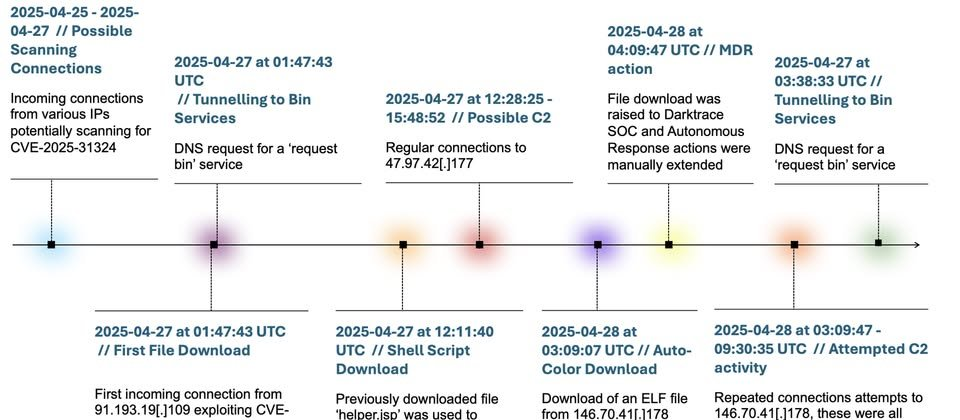 2025-04-25 - 2025-
04-27 // Possible
Scanning
Connections
Incoming connections
from various IPs
potentially scanning for
CVE-2025-31324
2025-04-27 at 01:47:43
UTC
// Tunnelling to Bin
Services
DNS request for a ‘request
bin’ service
2025-04-27 at 12:28:25 -
15:48:52 // Possible C2
Regular connections to
47.97.42[.]177
2025-04-28 at
04:09:47 UTC // MDR
action
File download was
raised to Darktrace
SOC and Autonomous
Response actions were
manually extended
2025-04-27 at
03:38:33 UTC //
Tunnelling to Bin
Services
DNS request for a
‘request bin’ service
2025-04-27 at 01:47:43 UTC
// First File Download
First incoming connection from
91.193.19[.]109 exploiting CVE-
2025-04-27 at 12:11:40
UTC // Shell Script
Download
Previously downloaded file
‘helper.jsp’ was used to
2025-04-28 at
03:09:07 UTC // Auto-
Color Download
Download of an ELF file
from 146.70.41[.]178
2025-04-28 at 03:09:47 -
09:30:35 UTC // Attempted C2
activity
Repeated connections attempts to
146.70.41[.]178, these were all